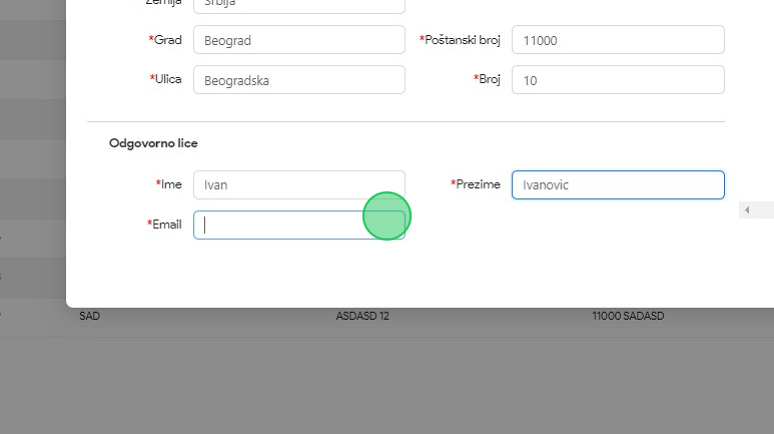 *Zemlja Srbija
*Grad Beograd *Poštanski broj 11000
*Ulica Beogradska *Broj 10
Odgovorno lice
*Ime Ivan *Prezime Ivanovic
*Email
SAD ASDASD 12 11000 SADASD